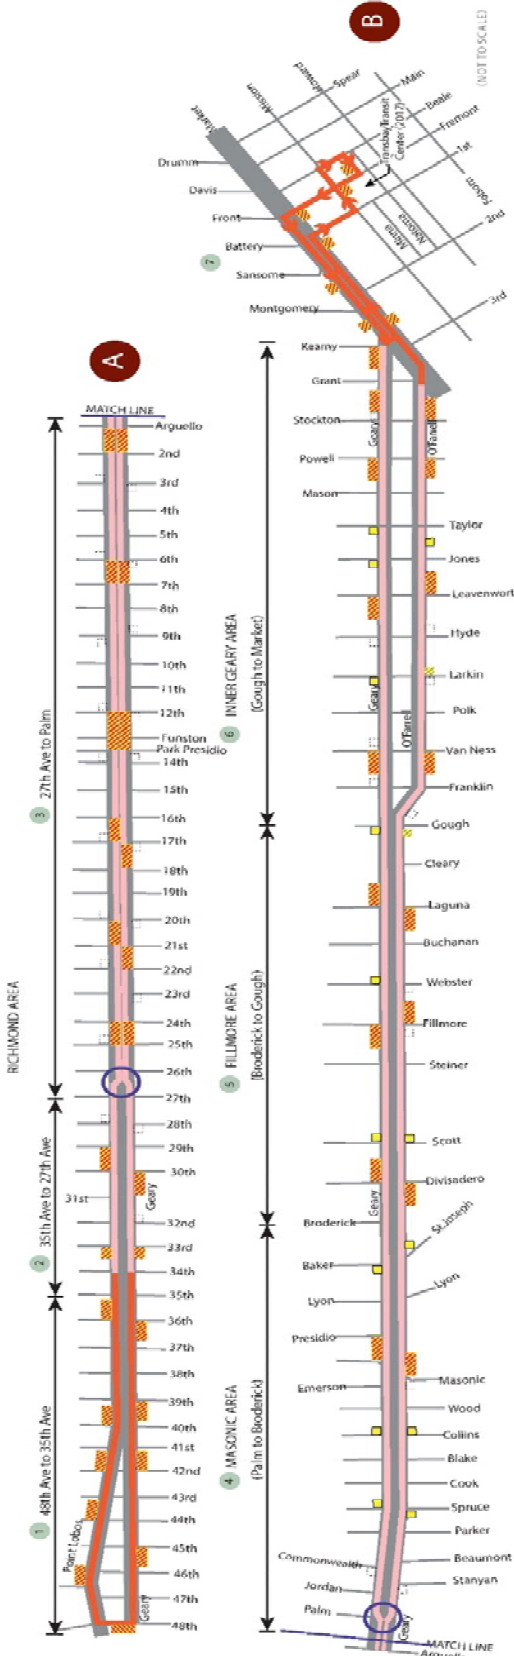 A
MATCH LINE
Arguello
2nd
3rd
4th
5th
6th
7th
8th
9th
10th
11th
12th
Funston
Park Presidio
14th
15th
16th
17th
18th
19th
20th
21st
22nd
23rd
24th
25th
26th
27th
28th
29th
30th
31st
Geary
32nd
33rd
34th
35th
36th
37th
38th
39th
40th
41st
42nd
43rd
44th
Point Lobos
45th
46th
47th
Geary
48th
RICHMOND AREA
3 27th Ave to Palm
2 35th Ave to 27th Ave
1 48th Ave to 35th Ave
B
(NOT TO SCALE)
Market
Mission
Howard
Folsom
Minna
Natoma
Spear
Main
Beale
Fremont
1st
2nd
3rd
Transbay Transit
Center (2017)
Drumm
Davis
Front
Battery
Sansome
Montgomery
7
Kearny
Grant
Stockton
Geary
O'Farrell
Powell
Mason
Taylor
Jones
Leavenwort
Hyde
Larkin
Geary
Polk
O'Farrell
Van Ness
Franklin
Gough
Cleary
Laguna
Buchanan
Webster
Fillmore
Steiner
Scott
Divisadero
Geary
Broderick
St Joseph
Baker
Lyon
Lyon
Presidio
Masonic
Emerson
Wood
Collins
Blake
Cook
Spruce
Parker
Commonwealth
Beaumont
Jordan
Stanyan
Palm
Geary
MATCH LINE
Arguello
6 INNER GEARY AREA
(Gough to Market)
5 FILLMORE AREA
(Broderick to Gough)
4 MASONIC AREA
(Palm to Broderick)